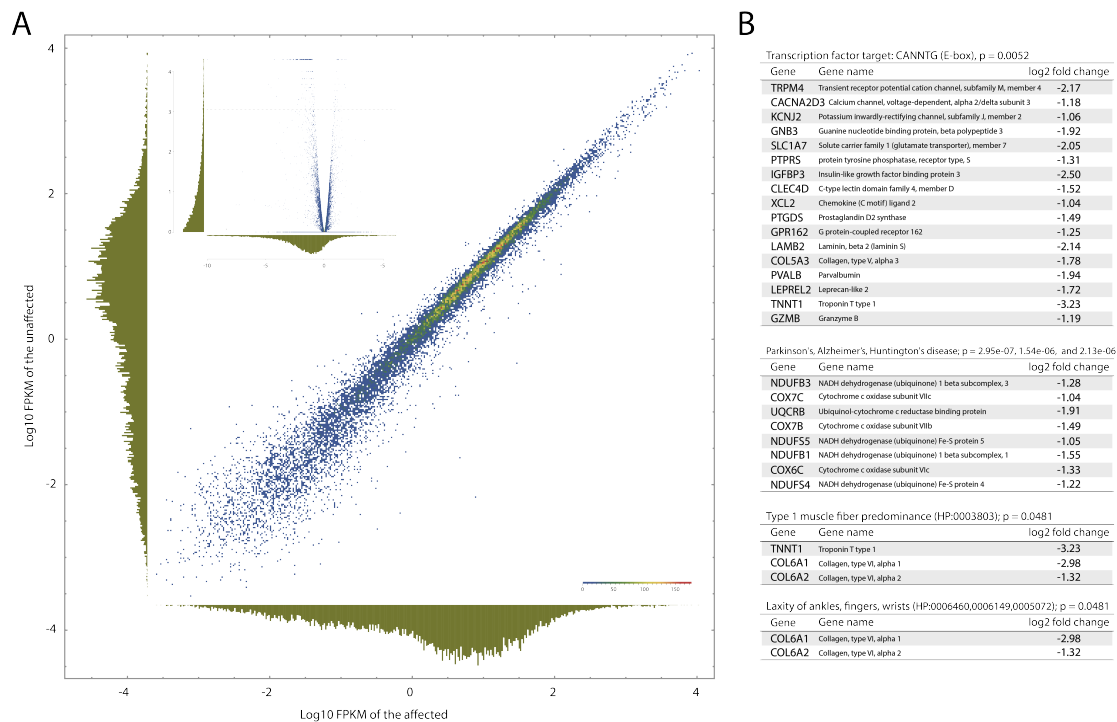 A
4
2
0
-2
-4
Log10 FPKM of the unaffected
-4
-2
0
2
4
Log10 FPKM of the affected
4
3
2
1
0
10
5
0
5
0
50
100
150
B
Transcription factor target: CANNTG (E-box), p = 0.0052
Gene Gene name log2 fold change
TRPM4 Transient receptor potential cation channel, subfamily M, member 4 -2.17
CACNA2D3 Calcium channel, voltage-dependent, alpha 2/delta subunit 3 -1.18
KCNJ2 Potassium inwardly-rectifying channel, subfamily J, member 2 -1.06
GNB3 Guanine nucleotide binding protein, beta polypeptide 3 -1.92
SLC1A7 Solute carrier family 1 (glutamate transporter), member 7 -2.05
PTPRS protein tyrosine phosphatase, receptor type, S -1.31
IGFBP3 Insulin-like growth factor binding protein 3 -2.50
CLEC4D C-type lectin domain family 4, member D -1.52
XCL2 Chemokine (C motif) ligand 2 -1.04
PTGDS Prostaglandin D2 synthase -1.49
GPR162 G protein-coupled receptor 162 -1.25
LAMB2 Laminin, beta 2 (laminin S) -2.14
COL5A3 Collagen, type V, alpha 3 -1.78
PVALB Parvalbumin -1.94
LEPREL2 Leprecan-like 2 -1.72
TNNT1 Troponin T type 1 -3.23
GZMB Granzyme B -1.19
Parkinson's, Alzheimer's, Huntington's disease; p = 2.95e-07, 1.54e-06, and 2.13e-06
Gene Gene name log2 fold change
NDUFB3 NADH dehydrogenase (ubiquinone) 1 beta subcomplex, 3 -1.28
COX7C Cytochrome c oxidase subunit VIIc -1.04
UQCRB Ubiquinol-cytochrome c reductase binding protein -1.91
COX7B Cytochrome c oxidase subunit VIIb -1.49
NDUFS5 NADH dehydrogenase (ubiquinone) Fe-S protein 5 -1.05
NDUFB1 NADH dehydrogenase (ubiquinone) 1 beta subcomplex, 1 -1.55
COX6C Cytochrome c oxidase subunit VIc -1.33
NDUFS4 NADH dehydrogenase (ubiquinone) Fe-S protein 4 -1.22
Type 1 muscle fiber predominance (HP:0003803); p = 0.0481
Gene Gene name log2 fold change
TNNT1 Troponin T type 1 -3.23
COL6A1 Collagen, type VI, alpha 1 -2.98
COL6A2 Collagen, type VI, alpha 2 -1.32
Laxity of ankles, fingers, wrists (HP:0006460,0006149,0005072); p = 0.0481
Gene Gene name log2 fold change
COL6A1 Collagen, type VI, alpha 1 -2.98
COL6A2 Collagen, type VI, alpha 2 -1.32